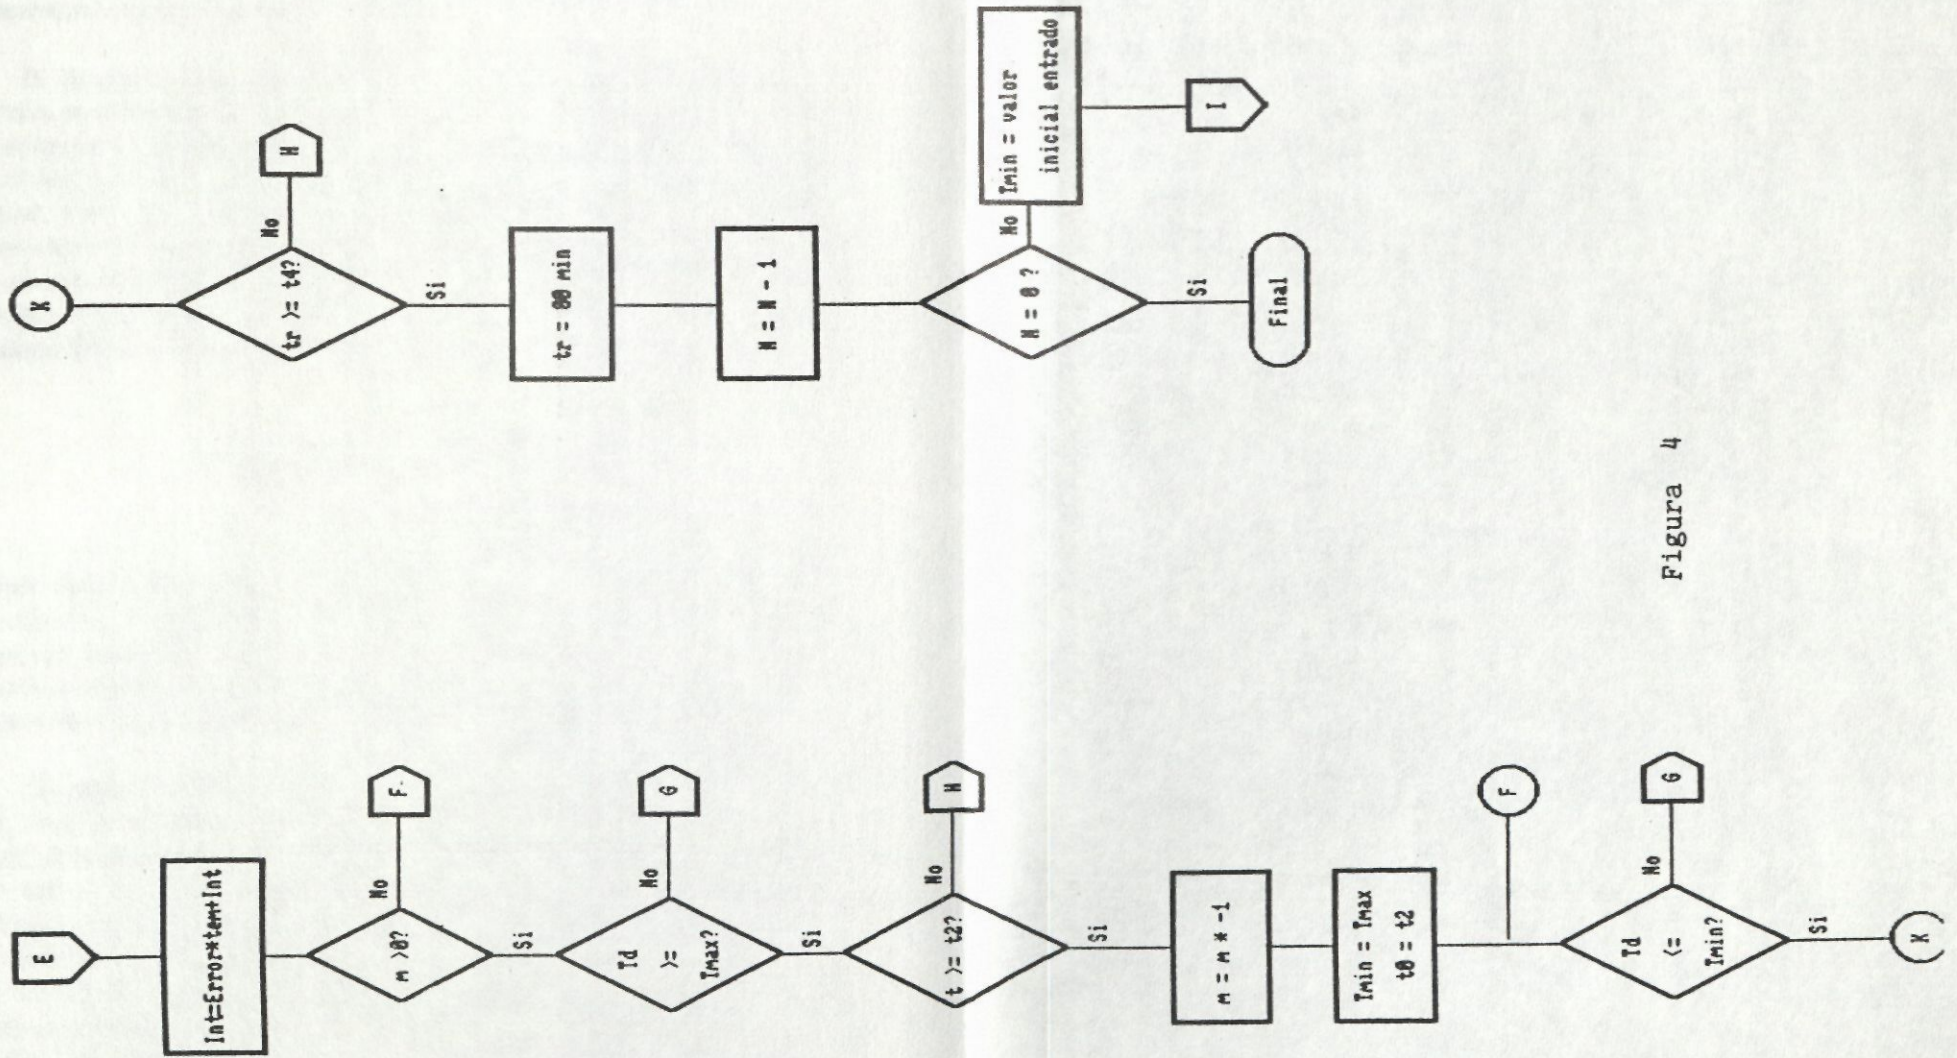 E
Int=Error*tem+Int
m >0?
No
F
Si
Td
>=
Tmax?
No
G
Si
t >= t2?
No
H
Si
m = m * -1
Tmin = Tmax
t0 = t2
F
Td
<=
Tmin?
No
G
Si
K
K
tr >= t4?
No
H
Si
tr = 00 min
N = N - 1
N = 0 ?
No
Tmin = valor
inicial entrado
I
Si
Final
Figura 4